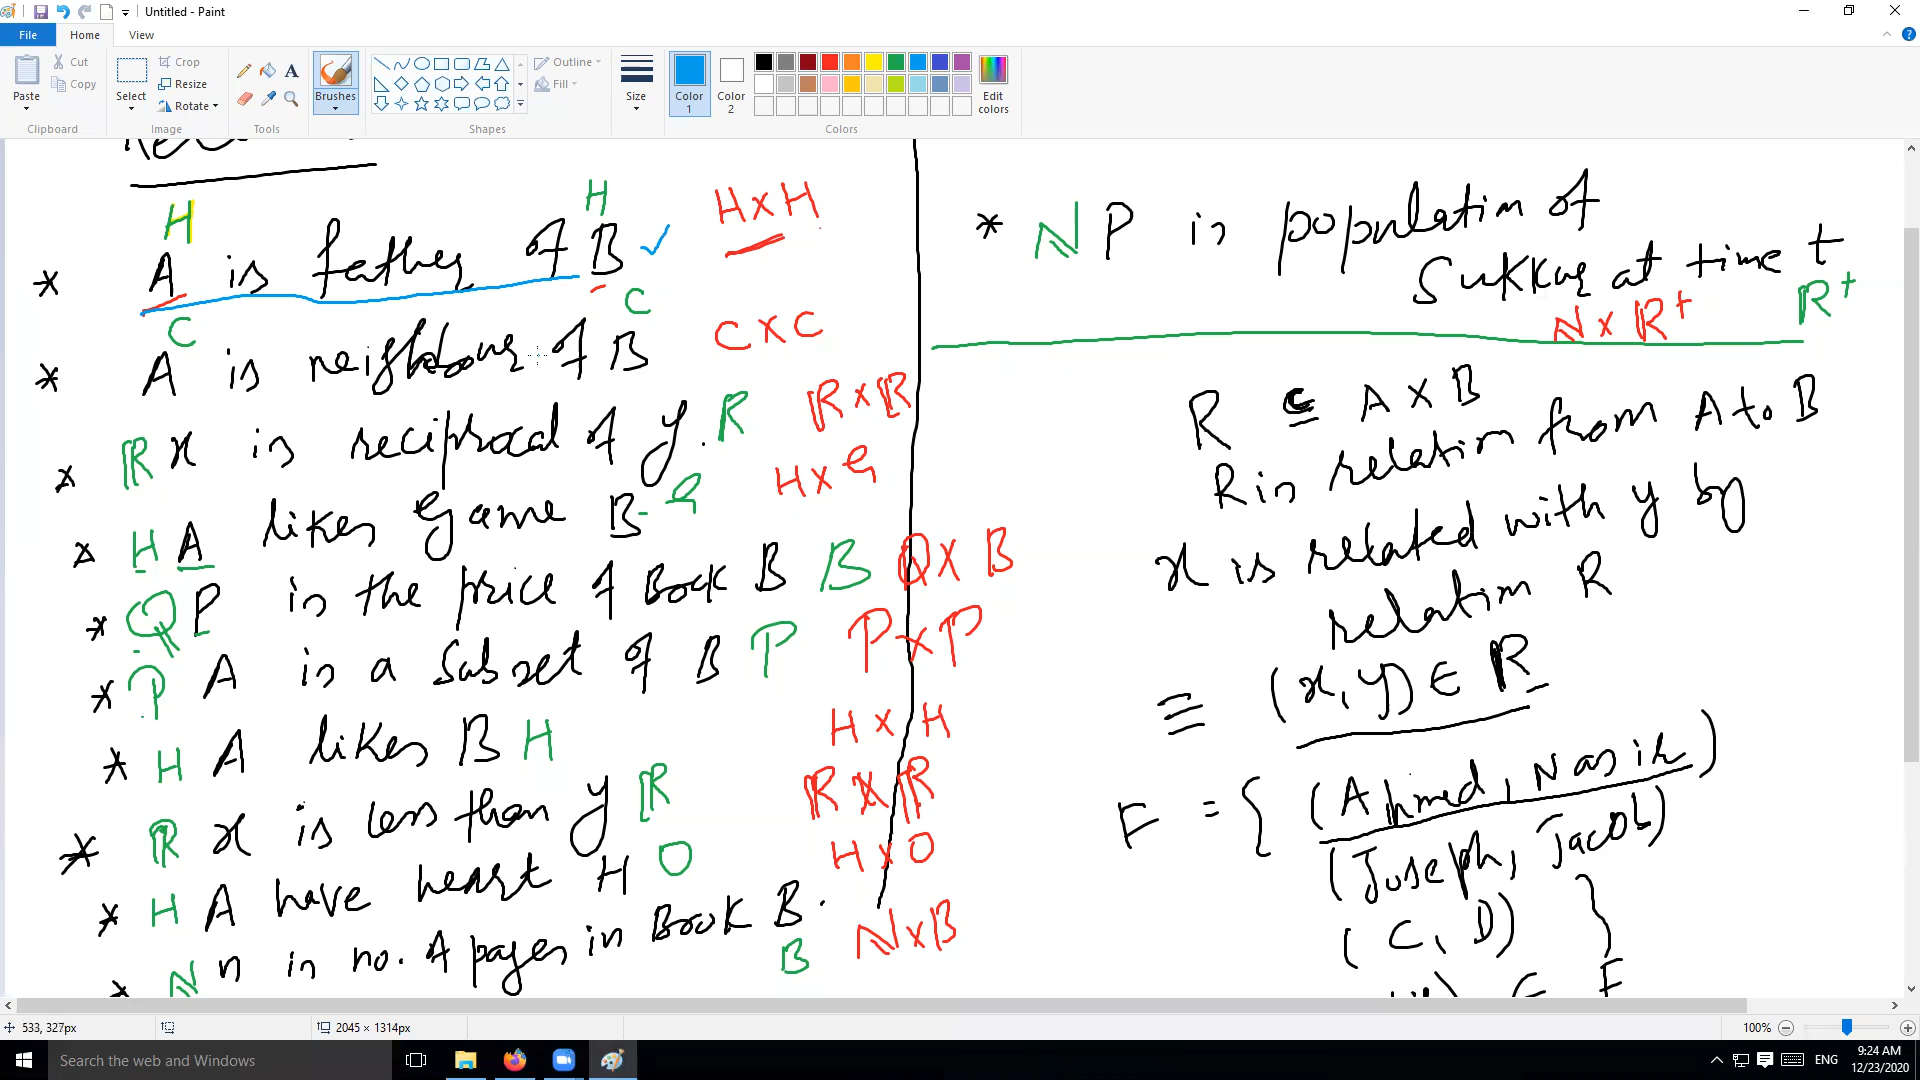 Untitled - Paint
File Home View
Paste
Cut
Copy
Clipboard
Select
Crop
Resize
Rotate
Image
Tools
Brushes
Shapes
Outline
Fill
Size
Color 1
Color 2
Edit colors
Colors
H H H×H
* A is father of B ✓
C C
* A is neighbour of B C×C
* ℝ x is reciprocal of y. ℝ ℝ×ℝ
* H A likes Game B G H×G
* Q P is the price of Book B B Q×B
* P A is a subset of B P P×P
* H A likes B H H×H
* ℝ x is less than y ℝ ℝ×ℝ
* H A have heart H O H×O
* N n is no. of pages in Book B. B N×B
* N P is population of
Sukkur at time t
N×ℝ⁺ ℝ⁺
R ⊆ A×B
R is relation from A to B
x is related with y by
relation R
≡ (x,y) ∈ R
F = { (Ahmed, Nasir)
(Joseph, Jacob)
(C, D) }
∈ F
533, 327px
2045 × 1314px
100%
Search the web and Windows
ENG
9:24 AM
12/23/2020